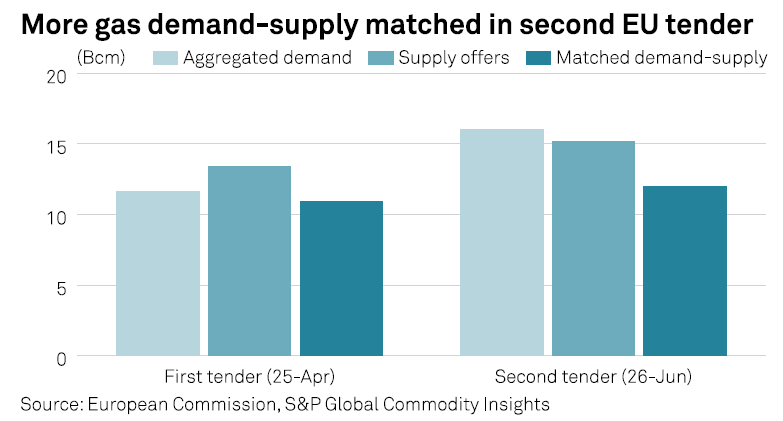 More gas demand-supply matched in second EU tender
(Bcm) Aggregated demand Supply offers Matched demand-supply
20
15
10
5
0
First tender (25-Apr) Second tender (26-Jun)
Source: European Commission, S&P Global Commodity Insights